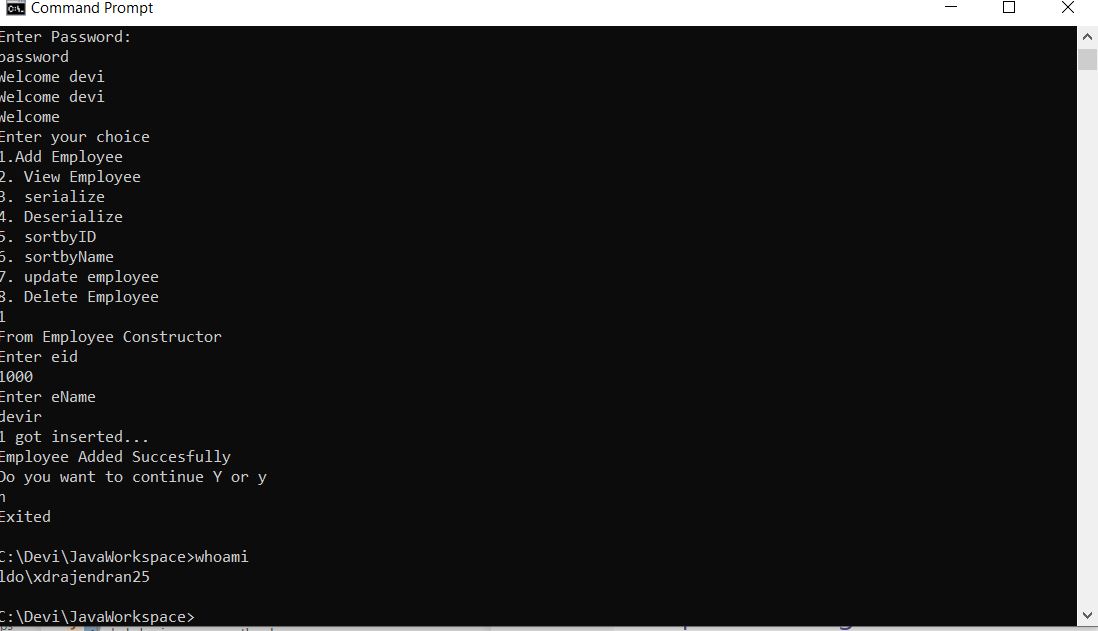 Command Prompt
Enter Password:
password
Welcome devi
Welcome devi
Welcome
Enter your choice
1.Add Employee
2. View Employee
3. serialize
4. Deserialize
5. sortbyID
6. sortbyName
7. update employee
8. Delete Employee
1
From Employee Constructor
Enter eid
1000
Enter eName
devir
1 got inserted...
Employee Added Succesfully
Do you want to continue Y or y
n
Exited
C:\Devi\JavaWorkspace>whoami
ldo\xdrajendran25
C:\Devi\JavaWorkspace>